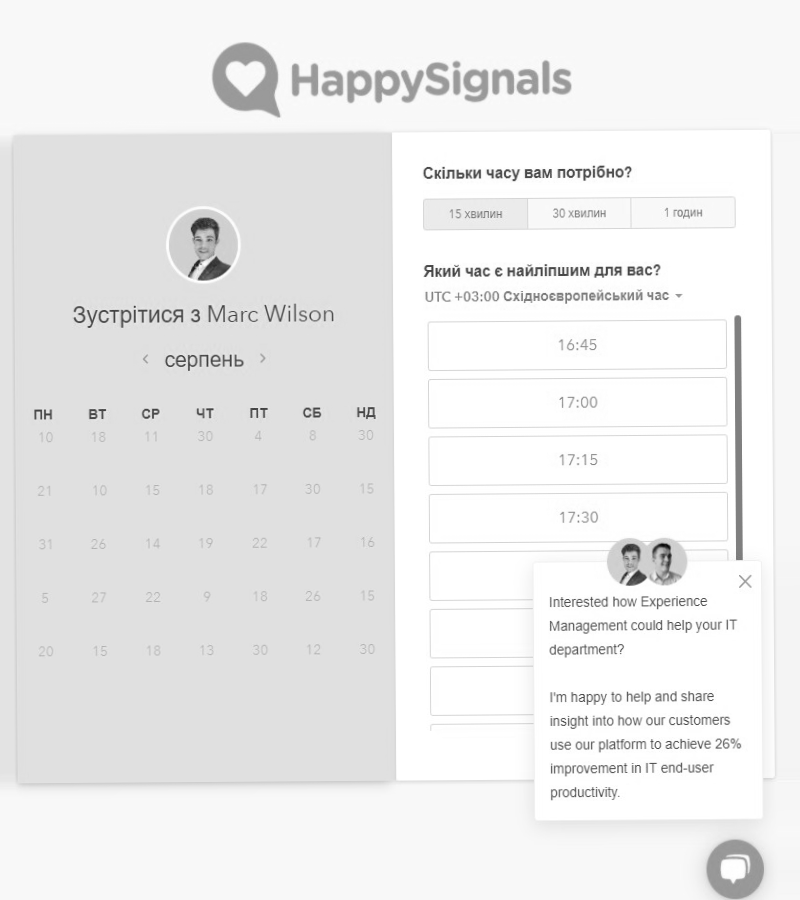 HappySignals
Зустрітися з Marc Wilson
серпень
ПН ВТ СР ЧТ ПТ СБ НД
10 18 11 30 4 8 30
21 10 15 18 17 30 15
31 26 14 19 22 17 16
5 27 22 9 18 26 15
20 15 18 13 30 12 30
Скільки часу вам потрібно?
15 хвилин 30 хвилин 1 годин
Який час є найліпшим для вас?
UTC +03:00 Східноєвропейський час
16:45
17:00
17:15
17:30
Interested how Experience
Management could help your IT
department?
I'm happy to help and share
insight into how our customers
use our platform to achieve 26%
improvement in IT end-user
productivity.